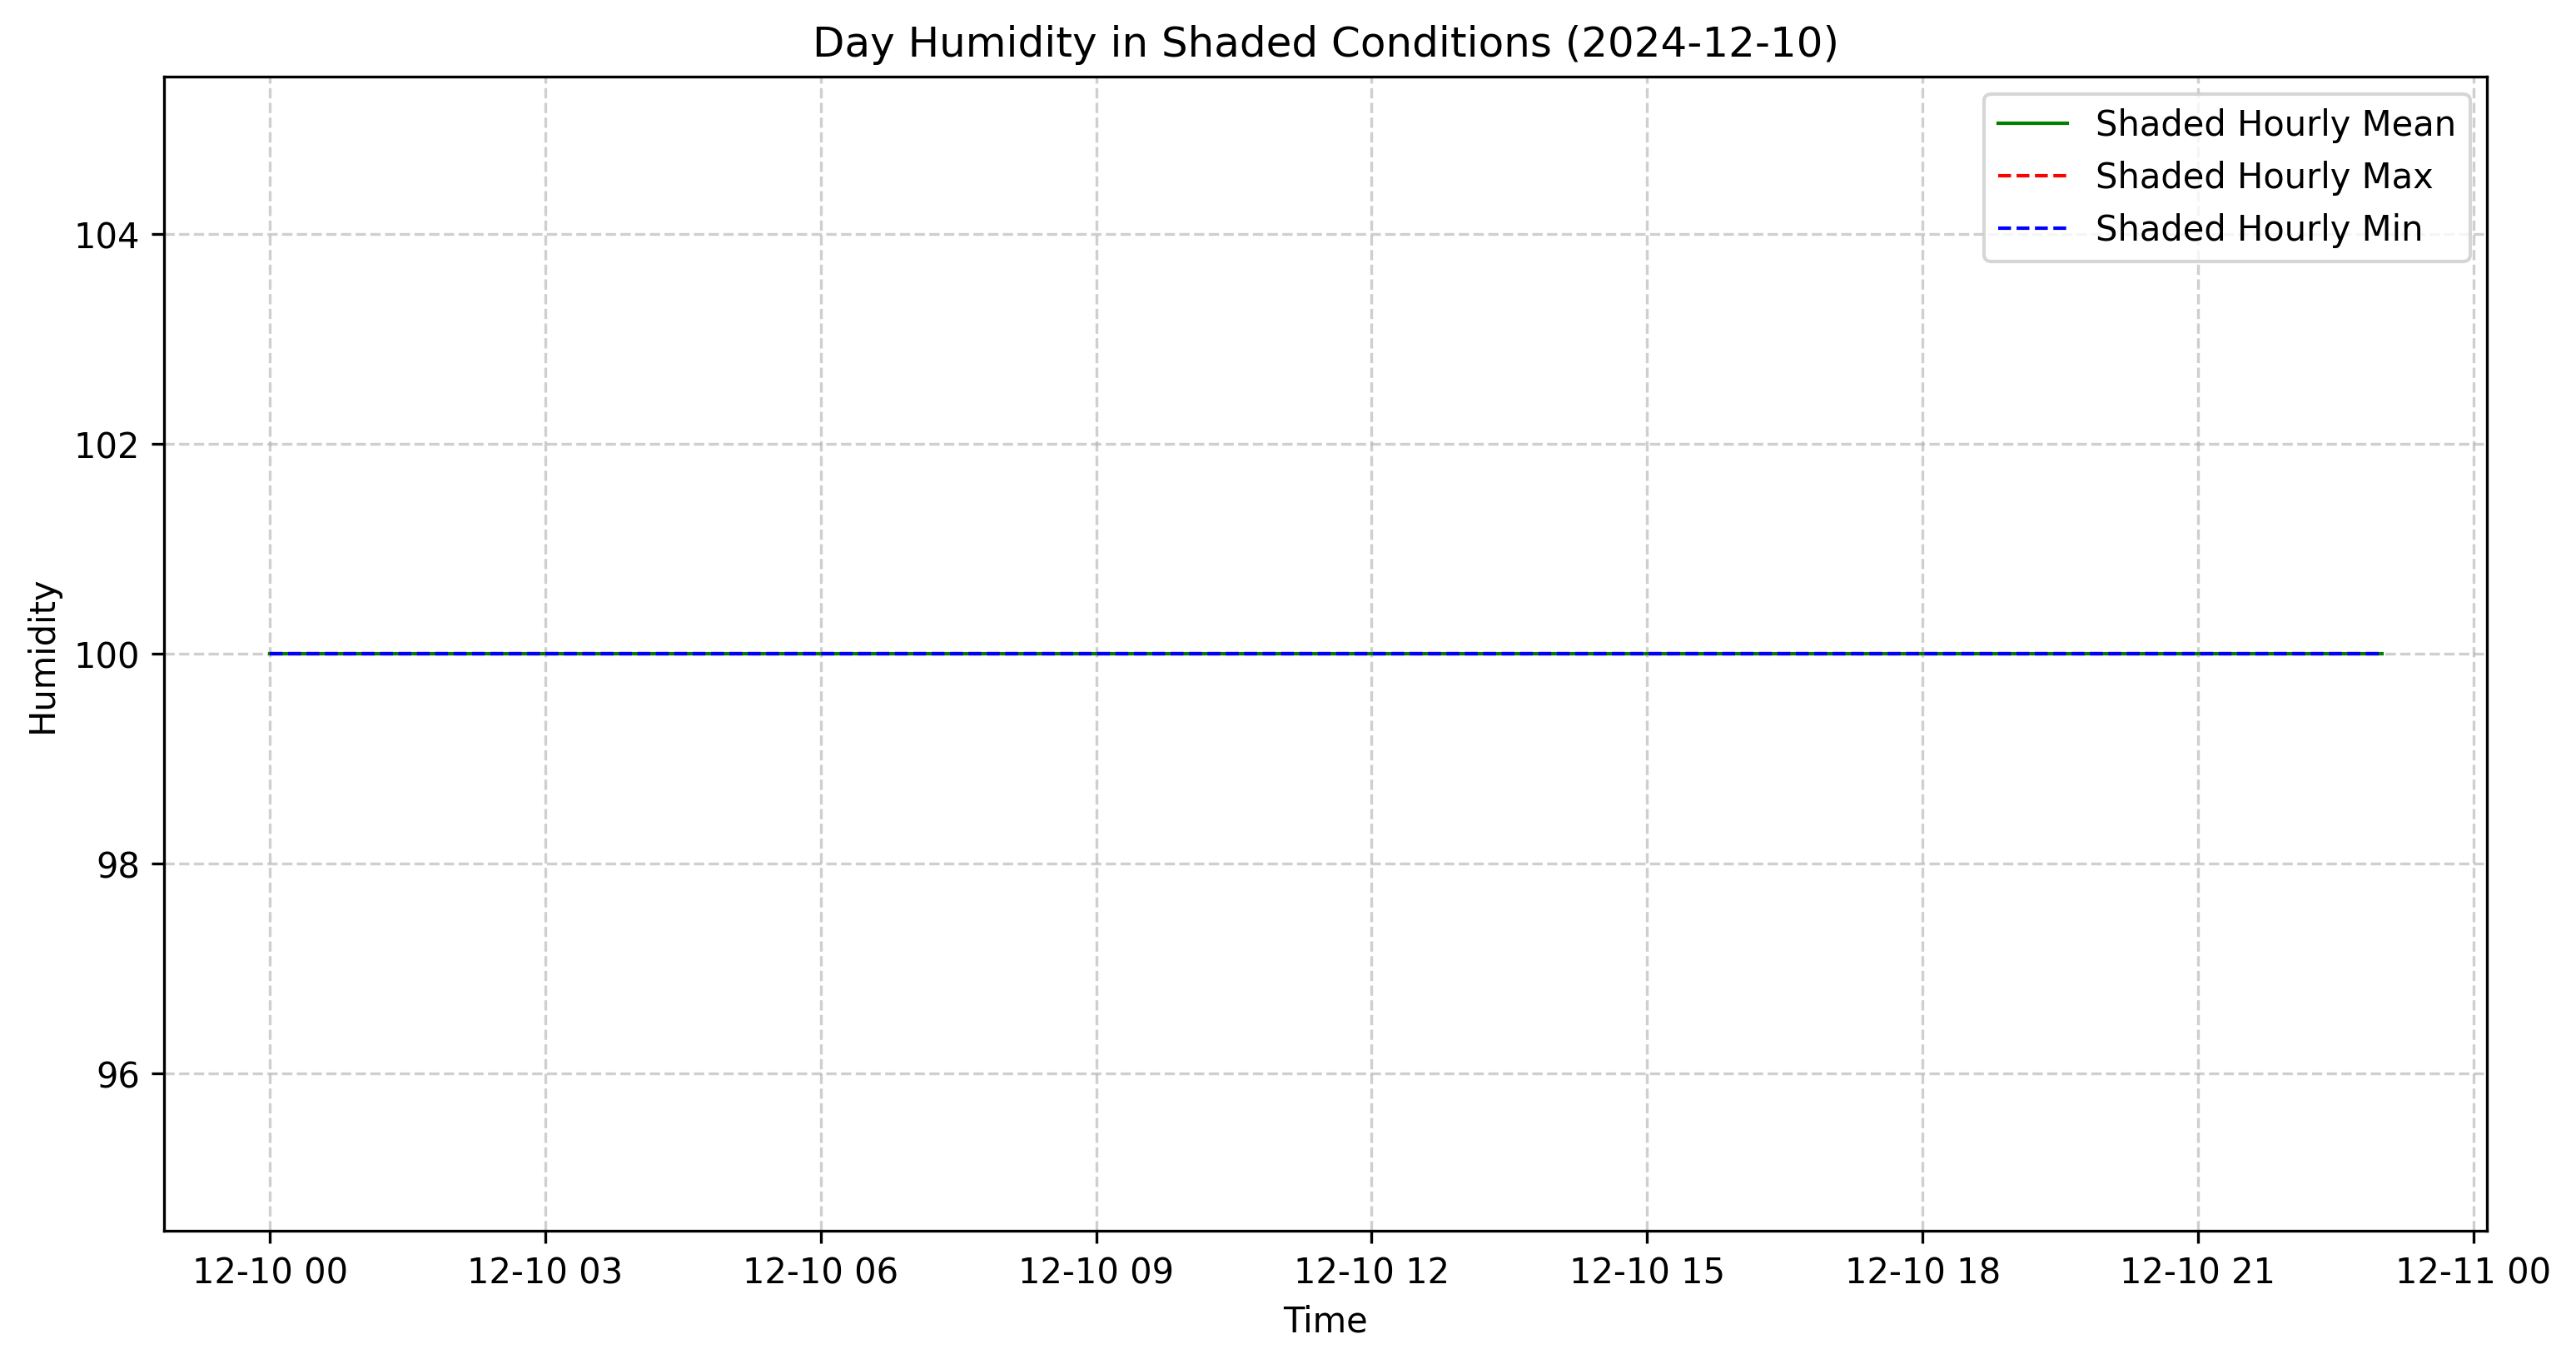 Day Humidity in Shaded Conditions (2024-12-10)
Shaded Hourly Mean
Shaded Hourly Max
Shaded Hourly Min
104
102
100
98
96
Humidity
12-10 00 12-10 03 12-10 06 12-10 09 12-10 12 12-10 15 12-10 18 12-10 21 12-11 00
Time